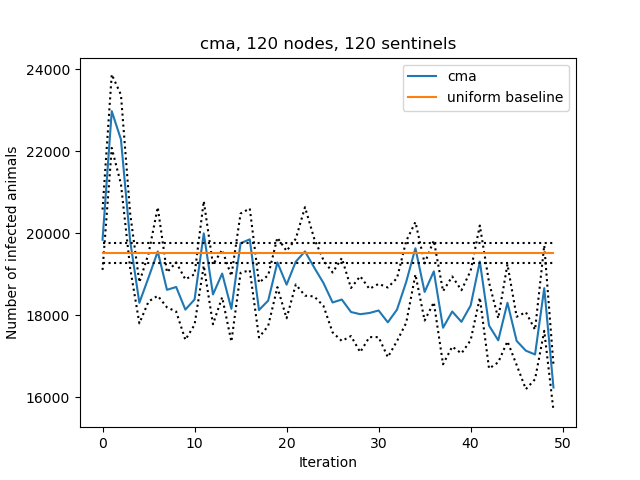 cma, 120 nodes, 120 sentinels
cma
uniform baseline
Number of infected animals
24000
22000
20000
18000
16000
0 10 20 30 40 50
Iteration